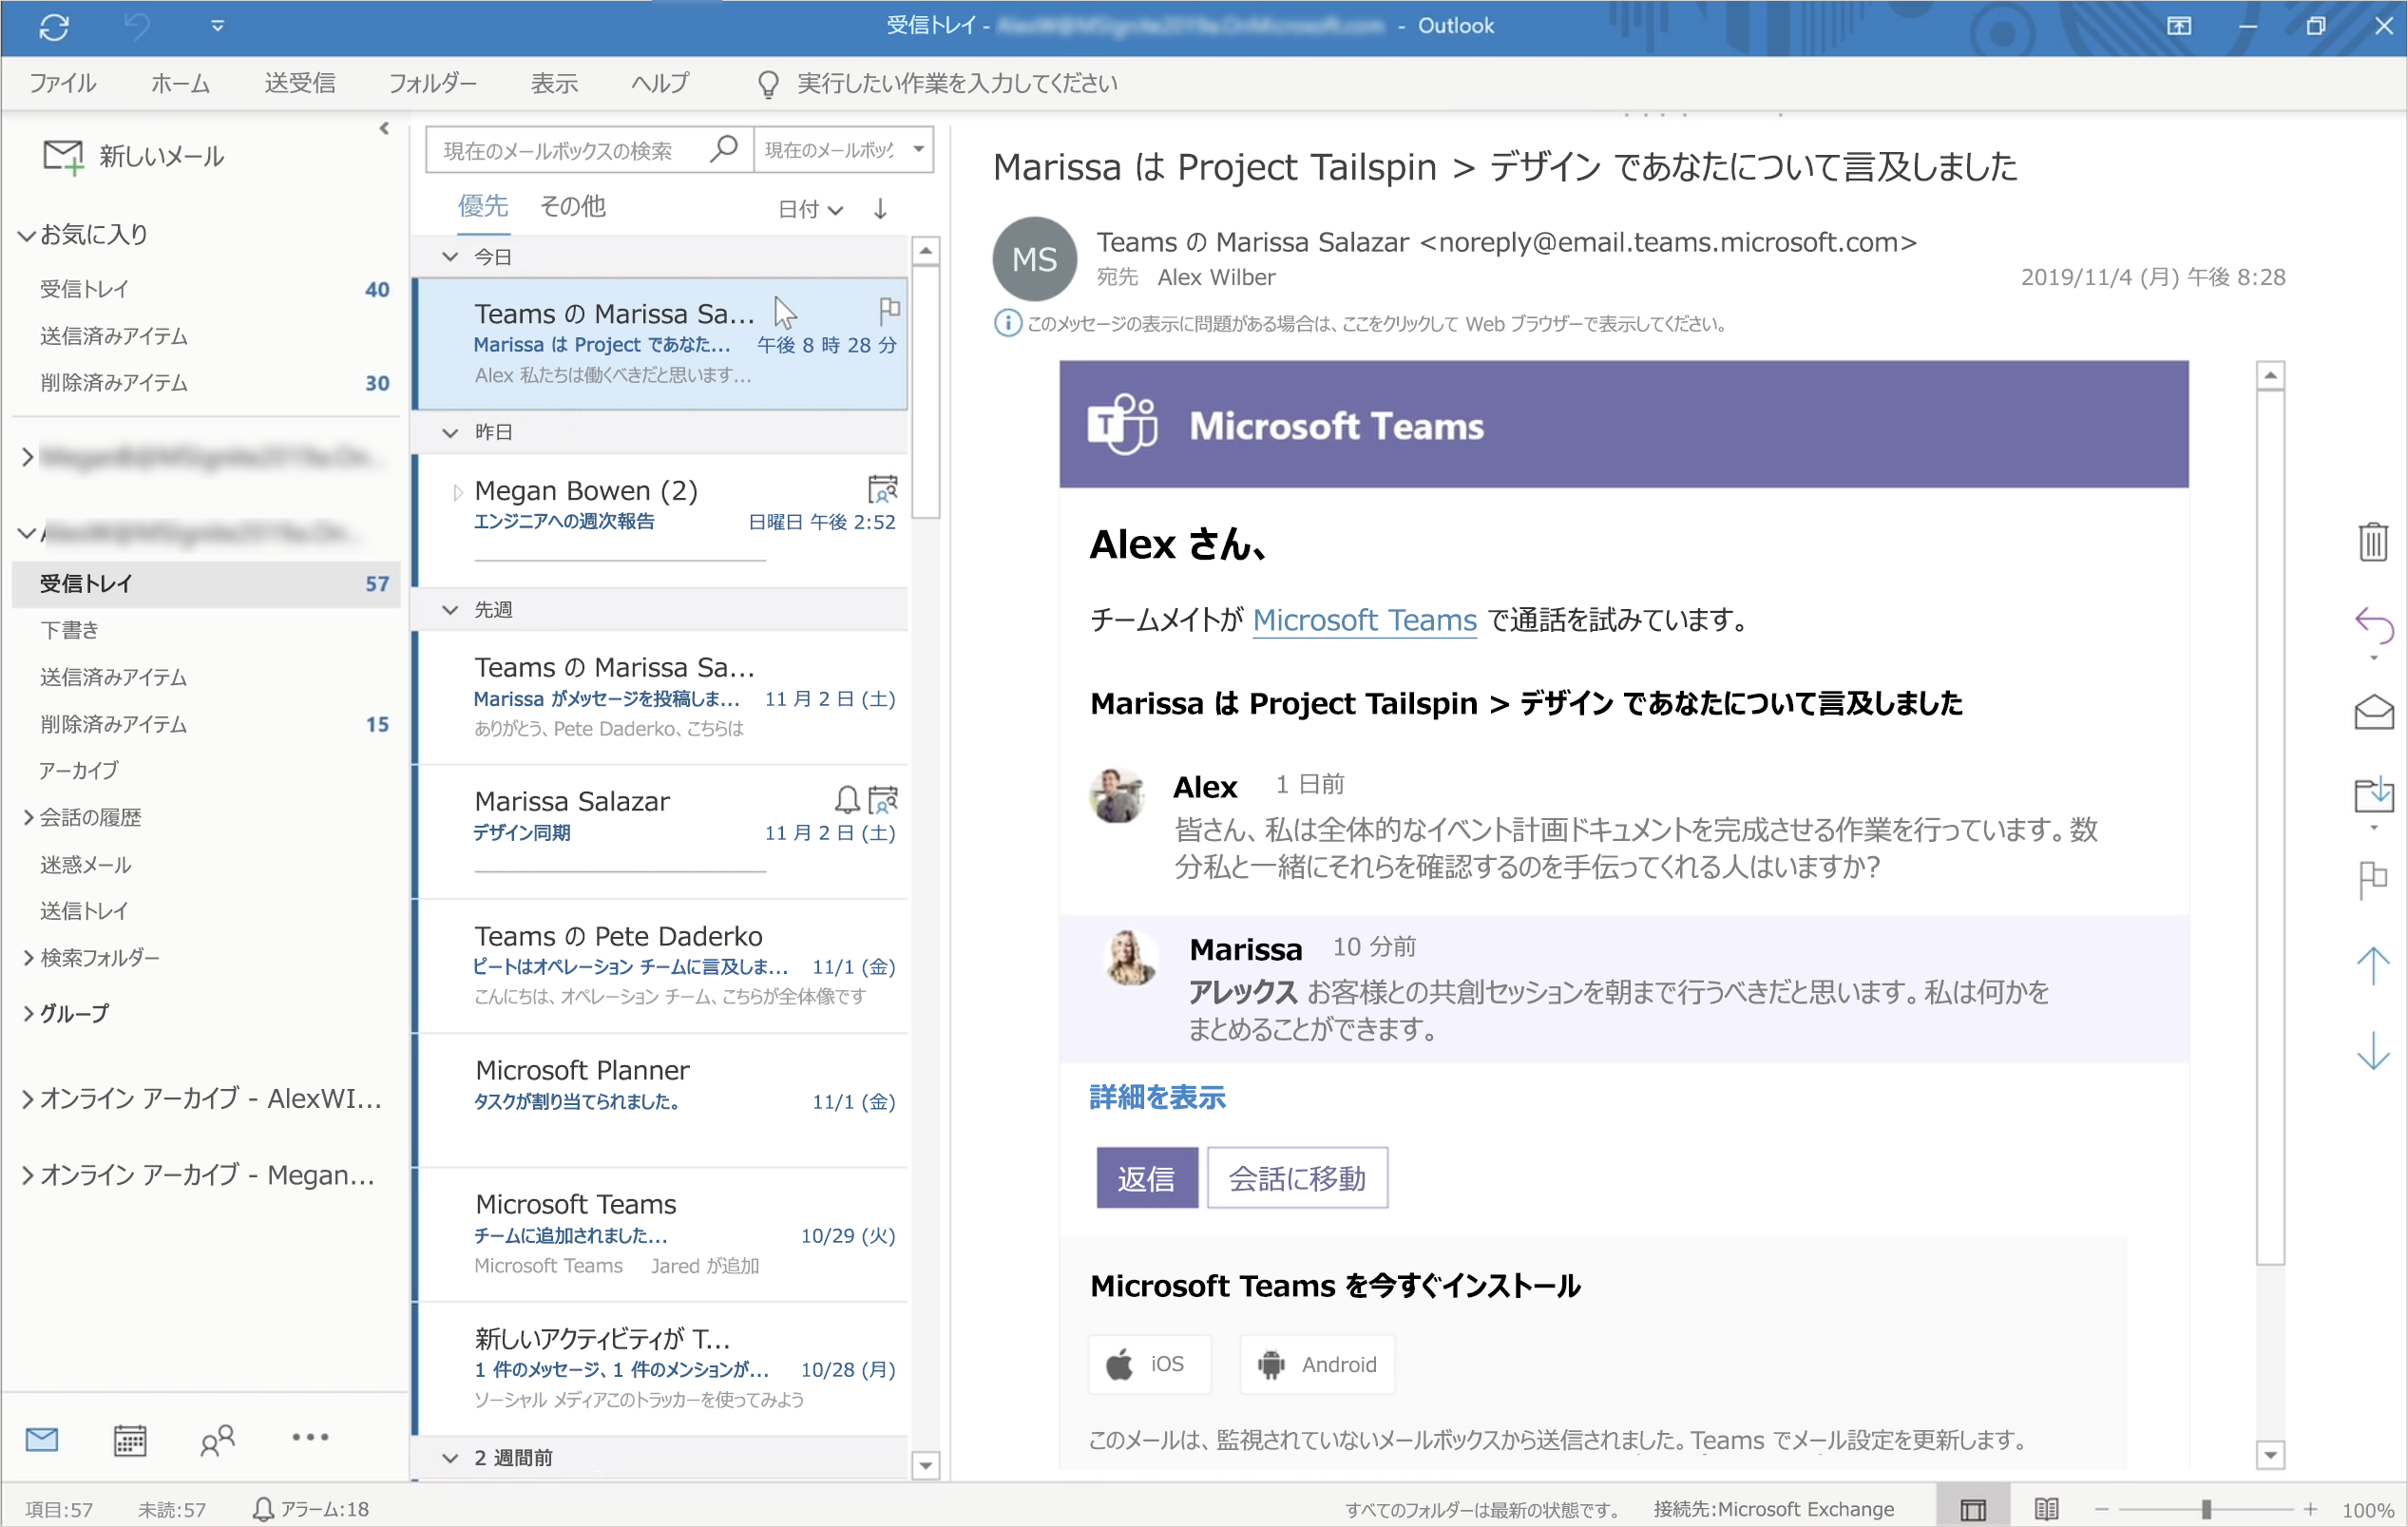 受信トレイ -
- Outlook
ファイル ホーム 送受信 フォルダー 表示 ヘルプ 実行したい作業を入力してください
新しいメール
お気に入り
受信トレイ 40
送信済みアイテム
削除済みアイテム 30
受信トレイ 57
下書き
送信済みアイテム
削除済みアイテム 15
アーカイブ
会話の履歴
迷惑メール
送信トレイ
検索フォルダー
グループ
オンライン アーカイブ - AlexWI...
オンライン アーカイブ - Megan...
現在のメールボックスの検索 現在のメールボック
優先 その他 日付
今日
Teams の Marissa Sa...
Marissa は Project であなた... 午後 8 時 28 分
Alex 私たちは働くべきだと思います...
昨日
Megan Bowen (2)
エンジニアへの週次報告 日曜日 午後 2:52
先週
Teams の Marissa Sa...
Marissa がメッセージを投稿しま... 11 月 2 日 (土)
ありがとう、Pete Daderko、こちらは
Marissa Salazar
デザイン同期 11 月 2 日 (土)
Teams の Pete Daderko
ピートはオペレーション チームに言及しま... 11/1 (金)
こんにちは、オペレーション チーム、こちらが全体像です
Microsoft Planner
タスクが割り当てられました。 11/1 (金)
Microsoft Teams
チームに追加されました... 10/29 (火)
Microsoft Teams Jared が追加
新しいアクティビティが T...
1 件のメッセージ、1 件のメンションが... 10/28 (月)
ソーシャル メディアこのトラッカーを使ってみよう
2 週間前
Marissa は Project Tailspin > デザイン であなたについて言及しました
MS
Teams の Marissa Salazar <noreply@email.teams.microsoft.com>
宛先 Alex Wilber 2019/11/4 (月) 午後 8:28
このメッセージの表示に問題がある場合は、ここをクリックして Web ブラウザーで表示してください。
Microsoft Teams
Alex さん、
チームメイトが Microsoft Teams で通話を試みています。
Marissa は Project Tailspin > デザイン であなたについて言及しました
Alex 1 日前
皆さん、私は全体的なイベント計画ドキュメントを完成させる作業を行っています。数
分私と一緒にそれらを確認するのを手伝ってくれる人はいますか?
Marissa 10 分前
アレックス お客様との共創セッションを朝まで行うべきだと思います。私は何かを
まとめることができます。
詳細を表示
返信 会話に移動
Microsoft Teams を今すぐインストール
iOS Android
このメールは、監視されていないメールボックスから送信されました。Teams でメール設定を更新します。
項目:57 未読:57 アラーム:18 すべてのフォルダーは最新の状態です。 接続先:Microsoft Exchange 100%